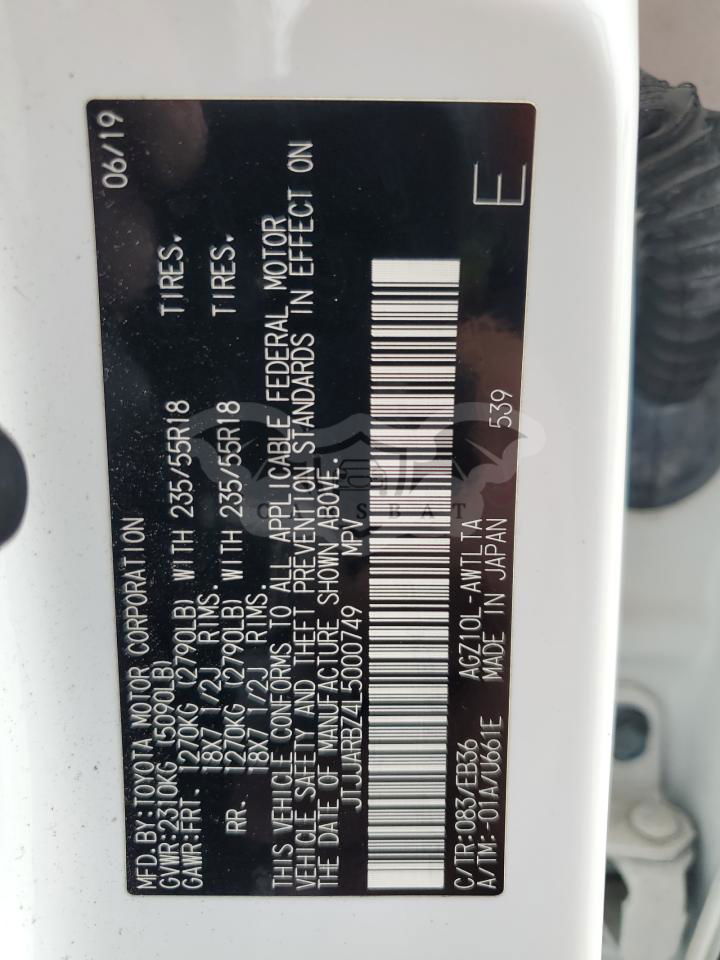 MFD.BY:TOYOTA MOTOR CORPORATION 06/19
GVWR:2310KG (5090LB)
GAWR:FRT. 1270KG (2790LB) WITH 235/55R18 TIRES.
18X7 1/2J RIMS.
RR. 1270KG (2790LB) WITH 235/55R18 TIRES.
18X7 1/2J RIMS.
THIS VEHICLE CONFORMS TO ALL APPLICABLE FEDERAL MOTOR
VEHICLE SAFETY AND THEFT PREVENTION STANDARDS IN EFFECT ON
THE DATE OF MANUFACTURE SHOWN ABOVE.
JTJJARBZ4L5000749 MPV
C/TR:083/EB36 AGZ10L-AWTLTA
A/TM:-01A/U661E MADE IN JAPAN 539 E